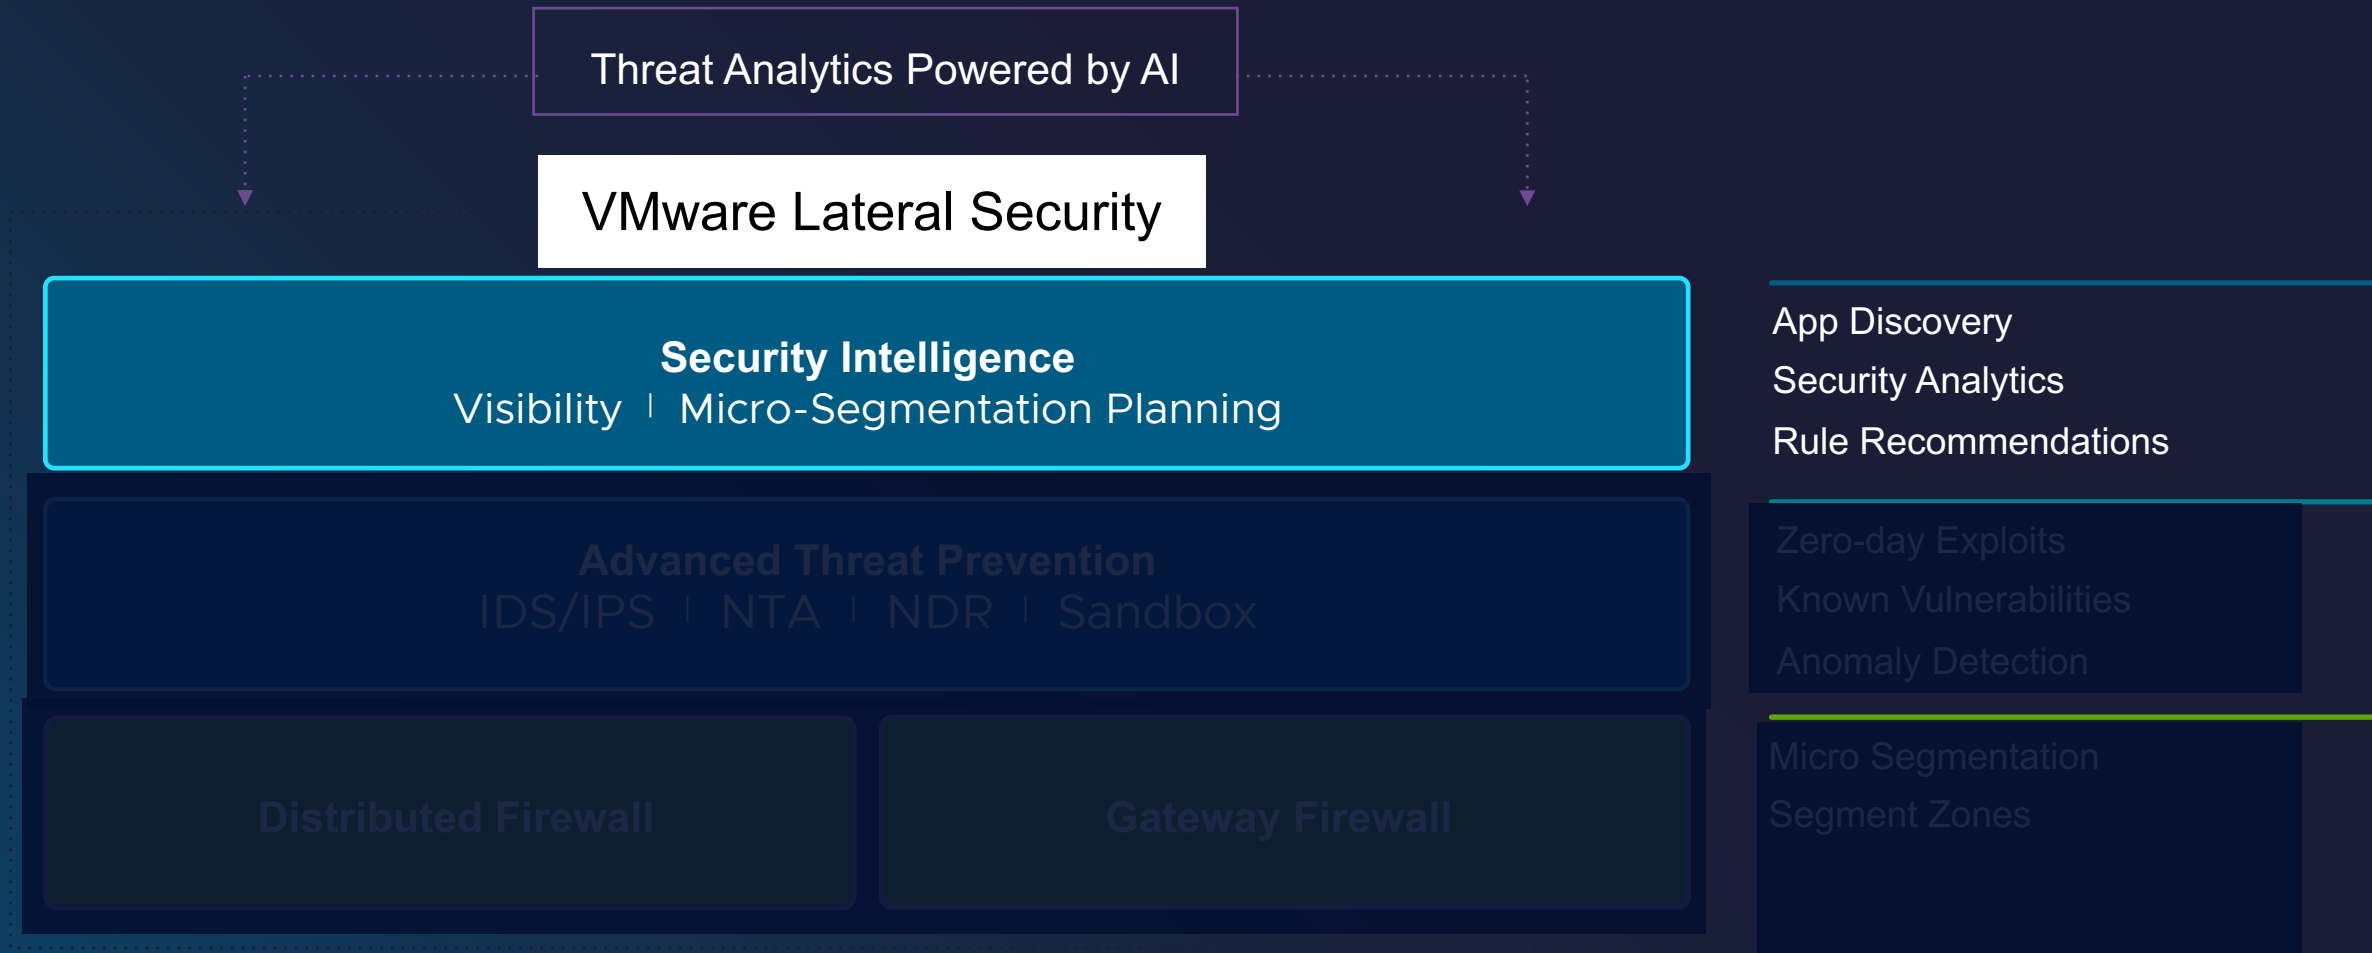 Threat Analytics Powered by AI
VMware Lateral Security
Security Intelligence
Visibility | Micro-Segmentation Planning
App Discovery
Security Analytics
Rule Recommendations
Advanced Threat Prevention
IDS/IPS | NTA | NDR | Sandbox
Zero-day Exploits
Known Vulnerabilities
Anomaly Detection
Distributed Firewall
Gateway Firewall
Micro Segmentation
Segment Zones